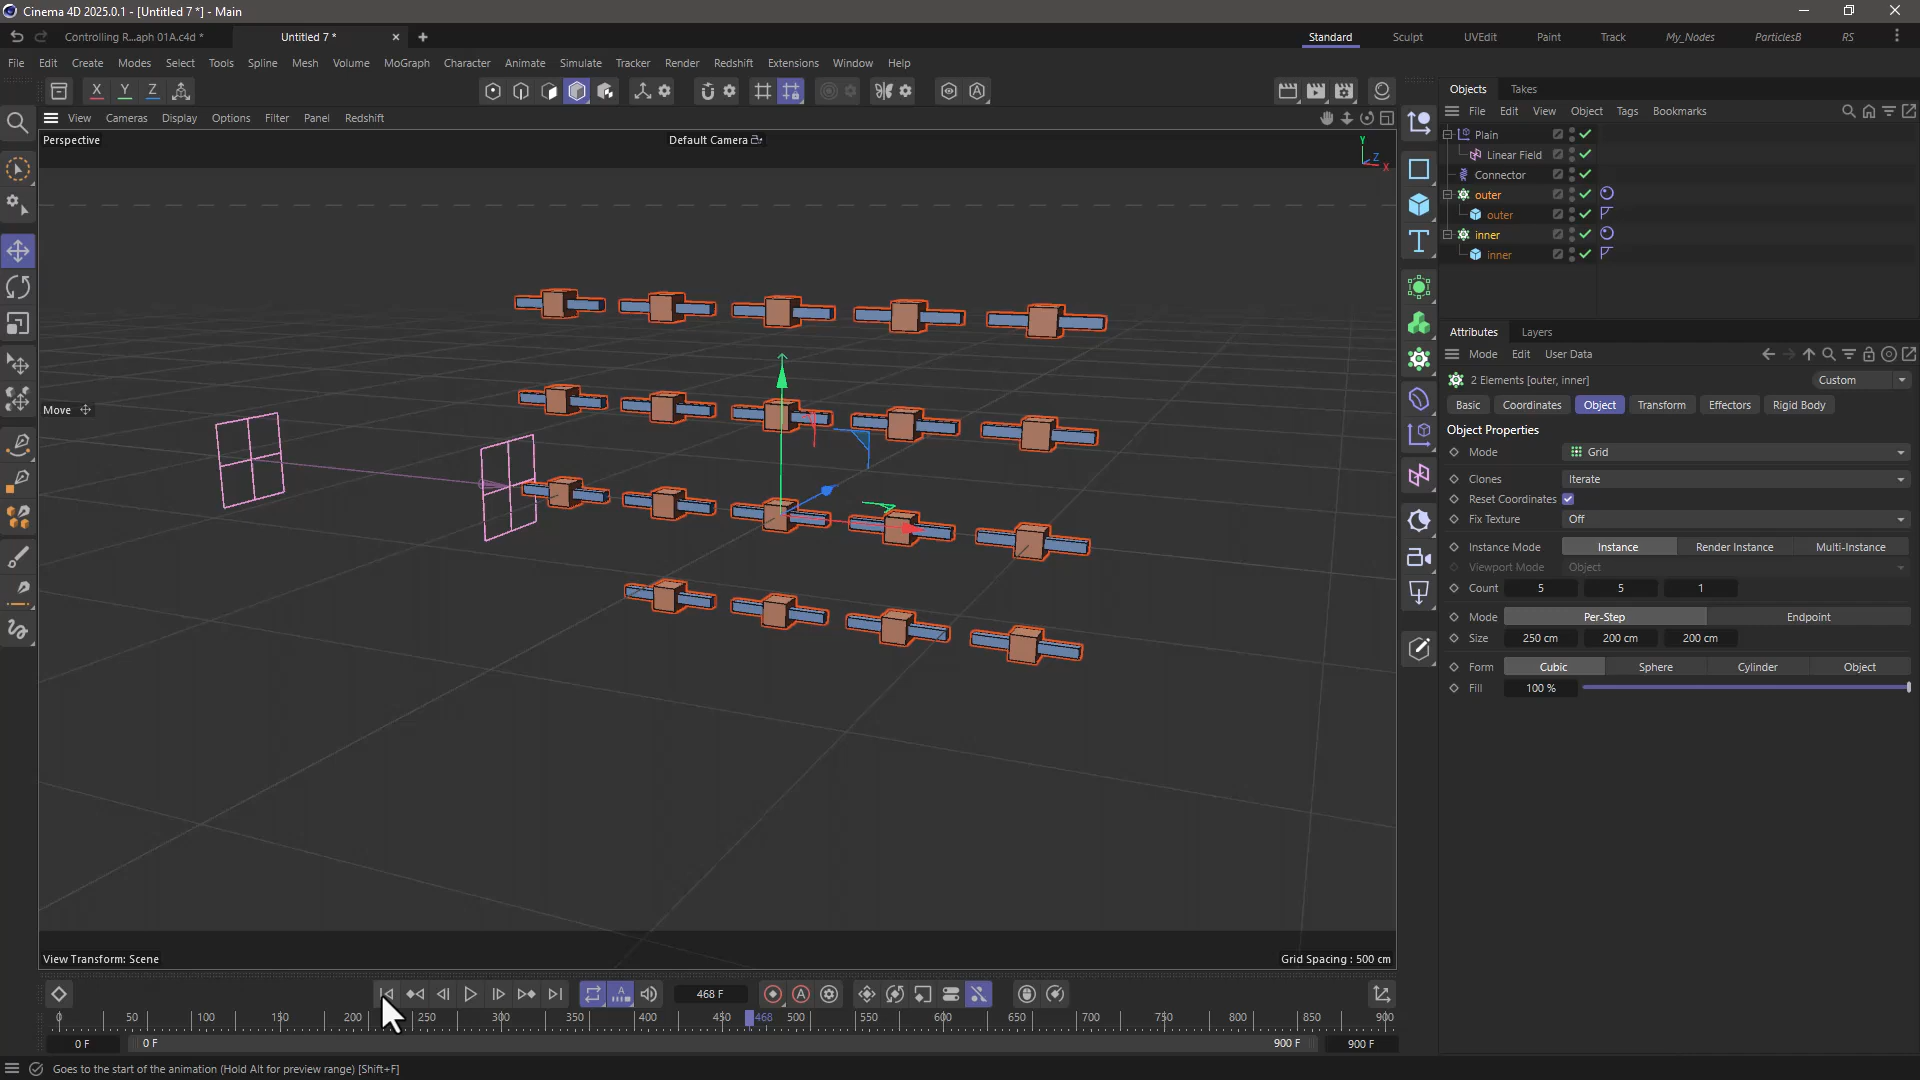 Cinema 4D 2025.0.1 - [Untitled 7 *] - Main
Controlling R...aph 01A.c4d *
Untitled 7 *
Standard Sculpt UVEdit Paint Track My_Nodes ParticlesB RS
File Edit Create Modes Select Tools Spline Mesh Volume MoGraph Character Animate Simulate Tracker Render Redshift Extensions Window Help
X Y Z
View Cameras Display Options Filter Panel Redshift
Perspective
Default Camera
Y
Z
X
Move
View Transform: Scene
Grid Spacing : 500 cm
Objects Takes
File Edit View Object Tags Bookmarks
Plain
Linear Field
Connector
outer
outer
inner
inner
Attributes Layers
Mode Edit User Data
2 Elements [outer, inner]
Custom
Basic Coordinates Object Transform Effectors Rigid Body
Object Properties
Mode Grid
Clones Iterate
Reset Coordinates
Fix Texture Off
Instance Mode Instance Render Instance Multi-Instance
Viewport Mode Object
Count 5 5 1
Mode Per-Step Endpoint
Size 250 cm 200 cm 200 cm
Form Cubic Sphere Cylinder Object
Fill 100 %
468 F
0 50 100 150 200 250 300 350 400 450 468 500 550 600 650 700 750 800 850 900
0 F 0 F 900 F 900 F
Goes to the start of the animation (Hold Alt for preview range) [Shift+F]